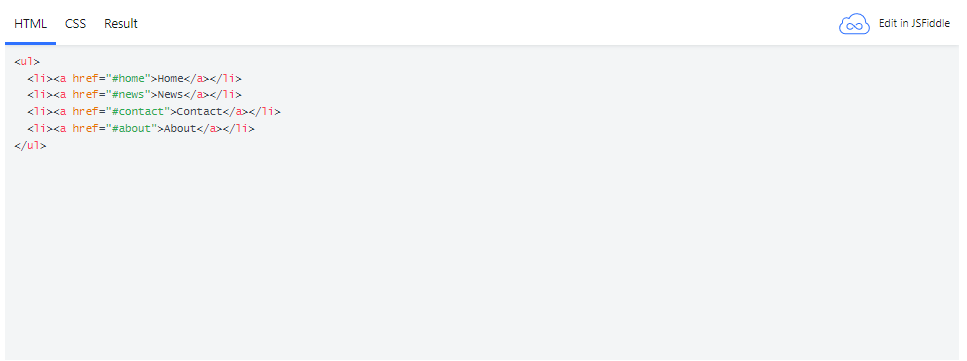 HTML CSS Result Edit in JSFiddle
<ul>
  <li><a href="#home">Home</a></li>
  <li><a href="#news">News</a></li>
  <li><a href="#contact">Contact</a></li>
  <li><a href="#about">About</a></li>
</ul>